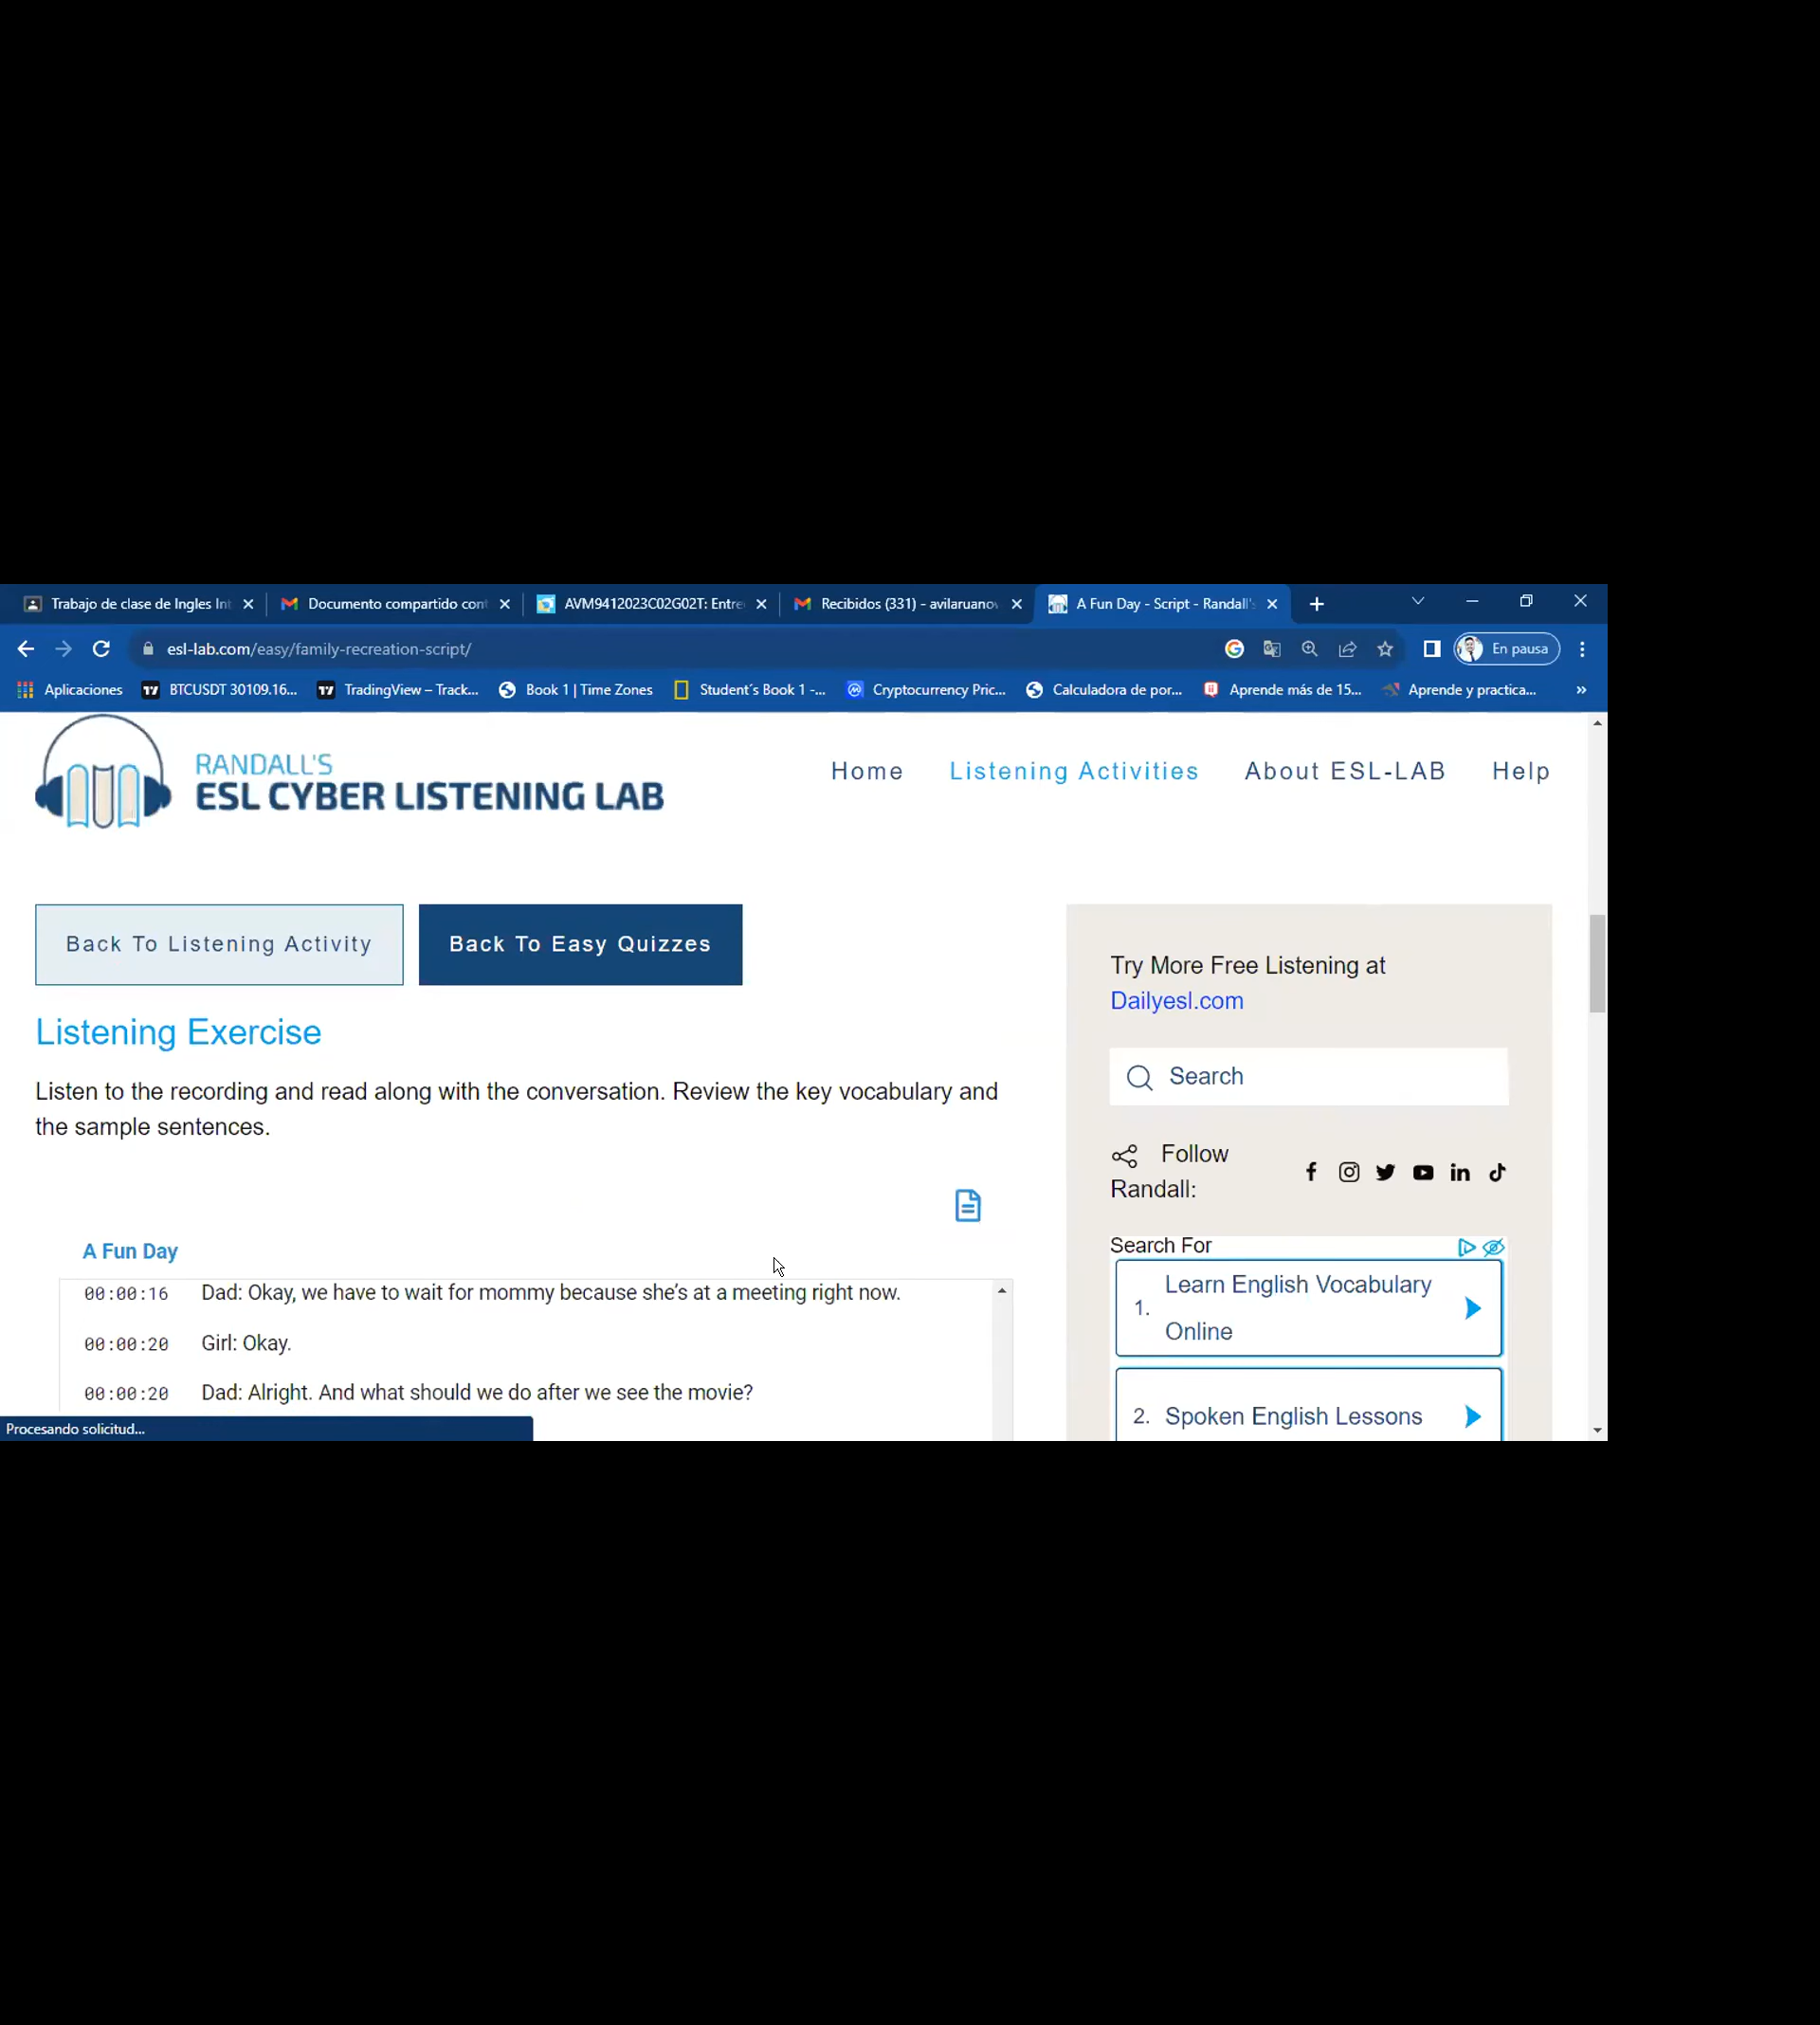 Trabajo de clase de Ingles Int
Documento compartido con
AVM9412023C02G02T: Entre
Recibidos (331) - avilaruano
A Fun Day - Script - Randall's
esl-lab.com/easy/family-recreation-script/
En pausa
Aplicaciones
BTCUSDT 30109.16...
TradingView – Track...
Book 1 | Time Zones
Student´s Book 1 -...
Cryptocurrency Pric...
Calculadora de por...
Aprende más de 15...
Aprende y practica...
»
RANDALL'S
ESL CYBER LISTENING LAB
Home
Listening Activities
About ESL-LAB
Help
Back To Listening Activity
Back To Easy Quizzes
Listening Exercise
Listen to the recording and read along with the conversation. Review the key vocabulary and
the sample sentences.
A Fun Day
00:00:16 Dad: Okay, we have to wait for mommy because she’s at a meeting right now.
00:00:20 Girl: Okay.
00:00:20 Dad: Alright. And what should we do after we see the movie?
Procesando solicitud...
Try More Free Listening at
Dailyesl.com
Search
Follow
Randall:
Search For
1. Learn English Vocabulary
Online
2. Spoken English Lessons